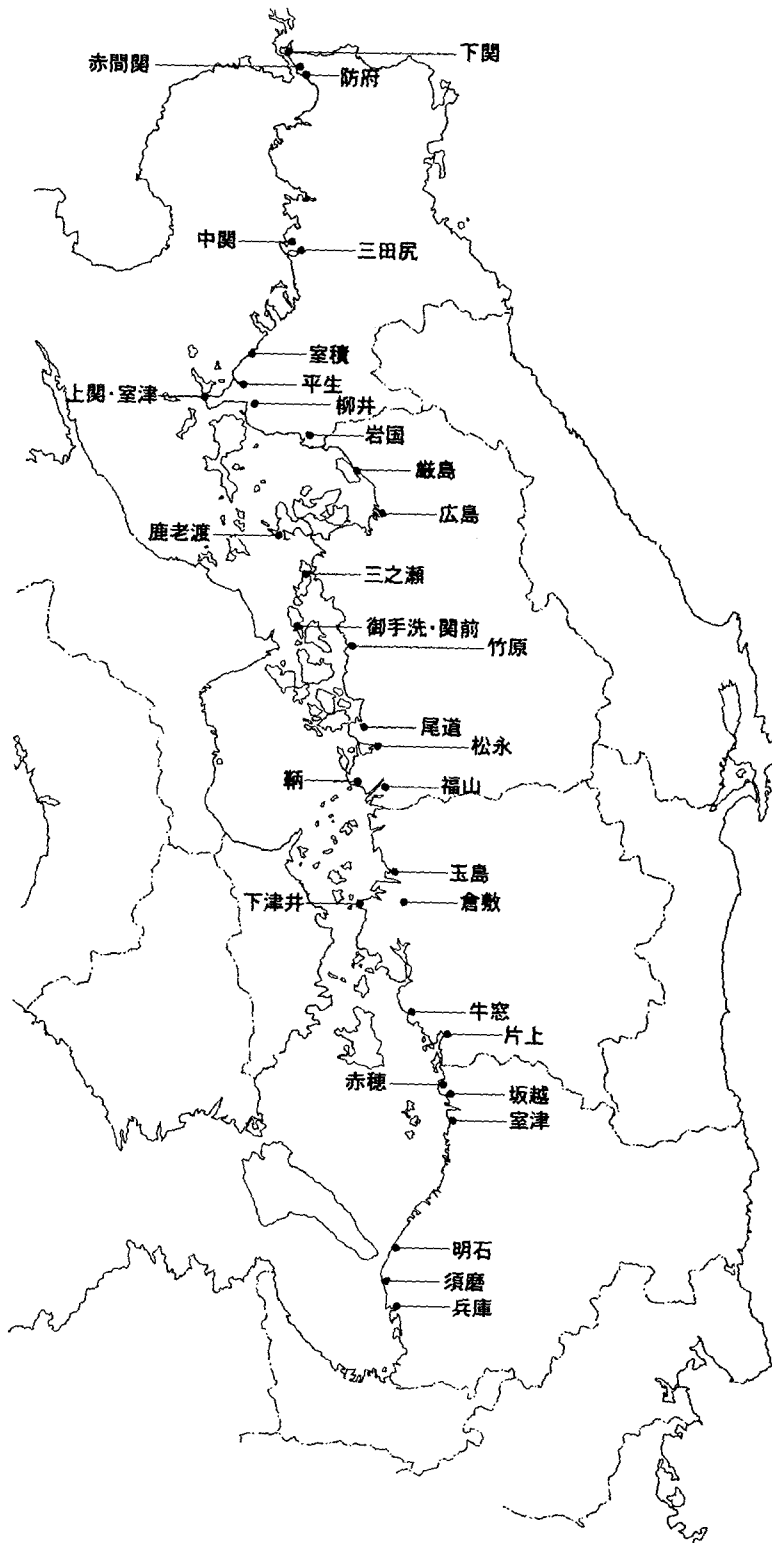 下関
赤間関
防府
中関
三田尻
室積
平生
上関・室津
柳井
岩国
厳島
広島
鹿老渡
三之瀬
御手洗・関前
竹原
尾道
松永
鞆
福山
玉島
下津井
倉敷
牛窓
片上
赤穂
坂越
室津
明石
須磨
兵庫